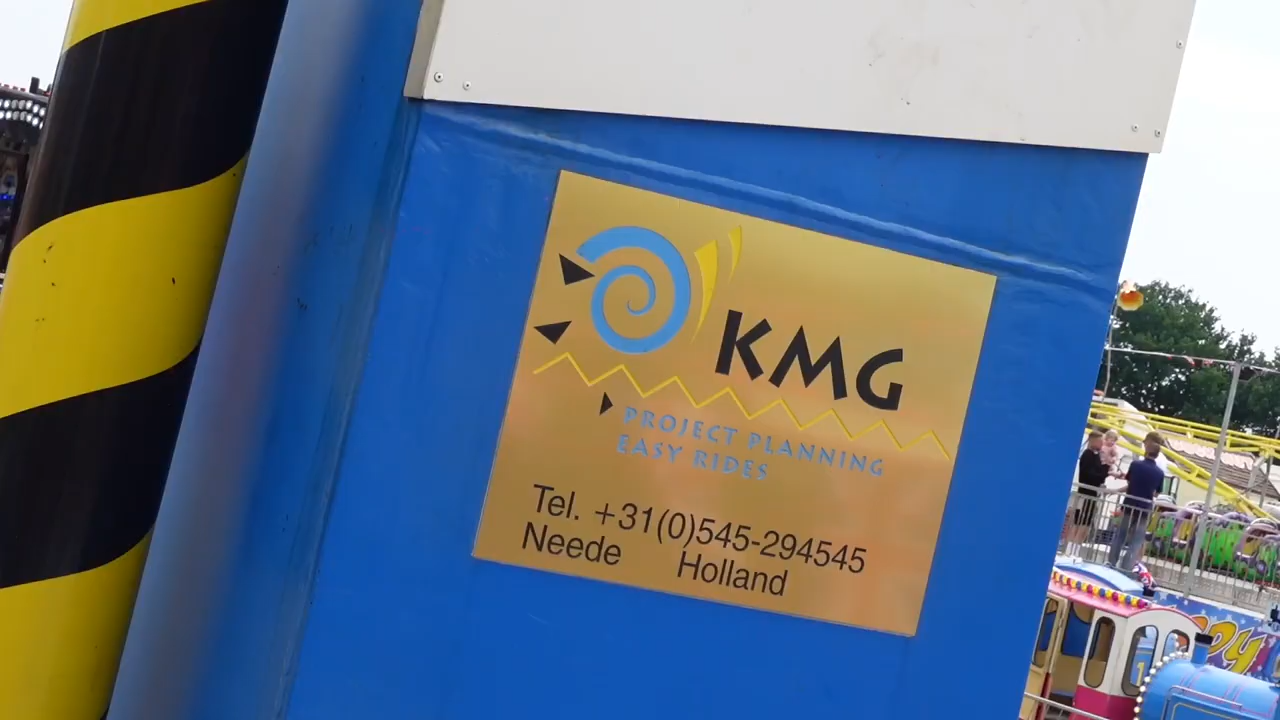 KMG
PROJECT PLANNING
EASY RIDES
Tel. +31(0)545-294545
Neede Holland